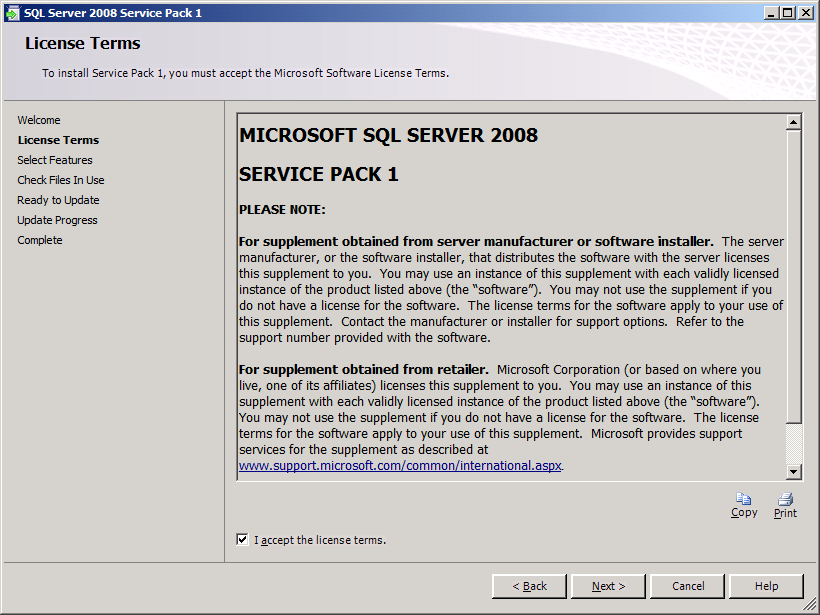 SQL Server 2008 Service Pack 1
License Terms
To install Service Pack 1, you must accept the Microsoft Software License Terms.
Welcome
License Terms
Select Features
Check Files In Use
Ready to Update
Update Progress
Complete
MICROSOFT SQL SERVER 2008
SERVICE PACK 1
PLEASE NOTE:
For supplement obtained from server manufacturer or software installer.  The server
manufacturer, or the software installer, that distributes the software with the server licenses
this supplement to you.  You may use an instance of this supplement with each validly licensed
instance of the product listed above (the “software”).  You may not use the supplement if you
do not have a license for the software.  The license terms for the software apply to your use of
this supplement.  Contact the manufacturer or installer for support options.  Refer to the
support number provided with the software.
For supplement obtained from retailer.  Microsoft Corporation (or based on where you
live, one of its affiliates) licenses this supplement to you.  You may use an instance of this
supplement with each validly licensed instance of the product listed above (the “software”).
You may not use the supplement if you do not have a license for the software.  The license
terms for the software apply to your use of this supplement.  Microsoft provides support
services for the supplement as described at
www.support.microsoft.com/common/international.aspx.
Copy
Print
I accept the license terms.
< Back
Next >
Cancel
Help